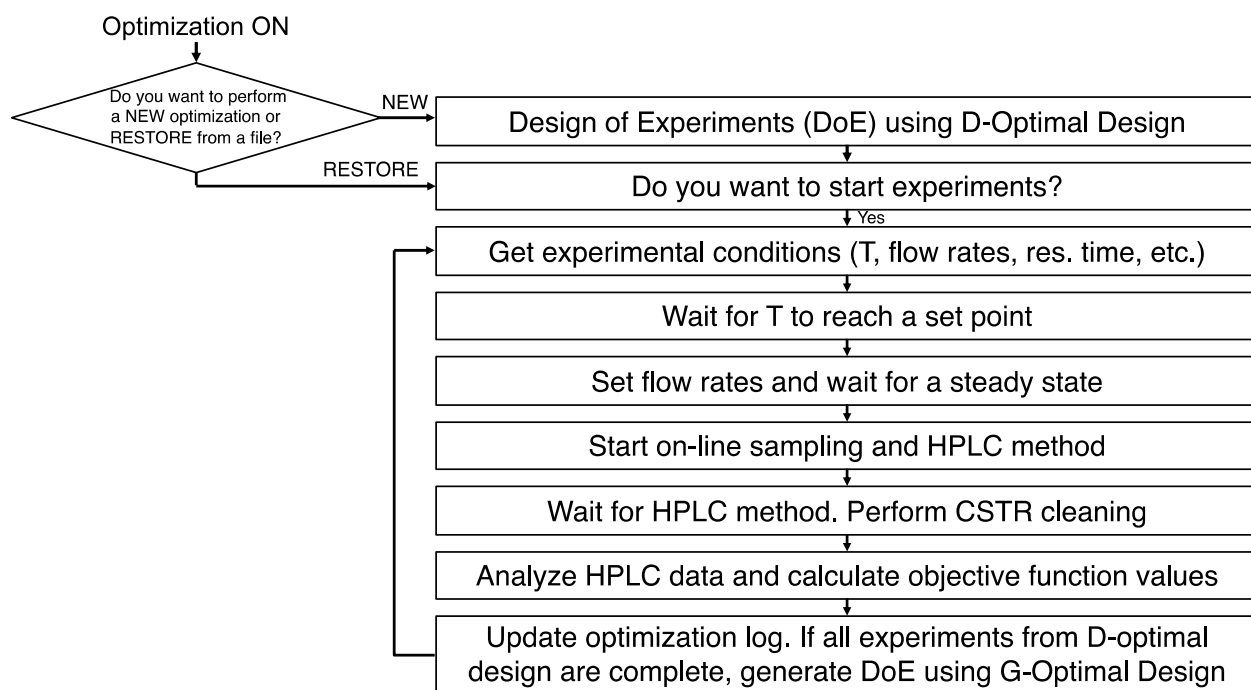 Optimization ON
Do you want to perform
a NEW optimization or
RESTORE from a file?
NEW
Design of Experiments (DoE) using D-Optimal Design
RESTORE
Do you want to start experiments?
Yes
Get experimental conditions (T, flow rates, res. time, etc.)
Wait for T to reach a set point
Set flow rates and wait for a steady state
Start on-line sampling and HPLC method
Wait for HPLC method. Perform CSTR cleaning
Analyze HPLC data and calculate objective function values
Update optimization log. If all experiments from D-optimal
design are complete, generate DoE using G-Optimal Design